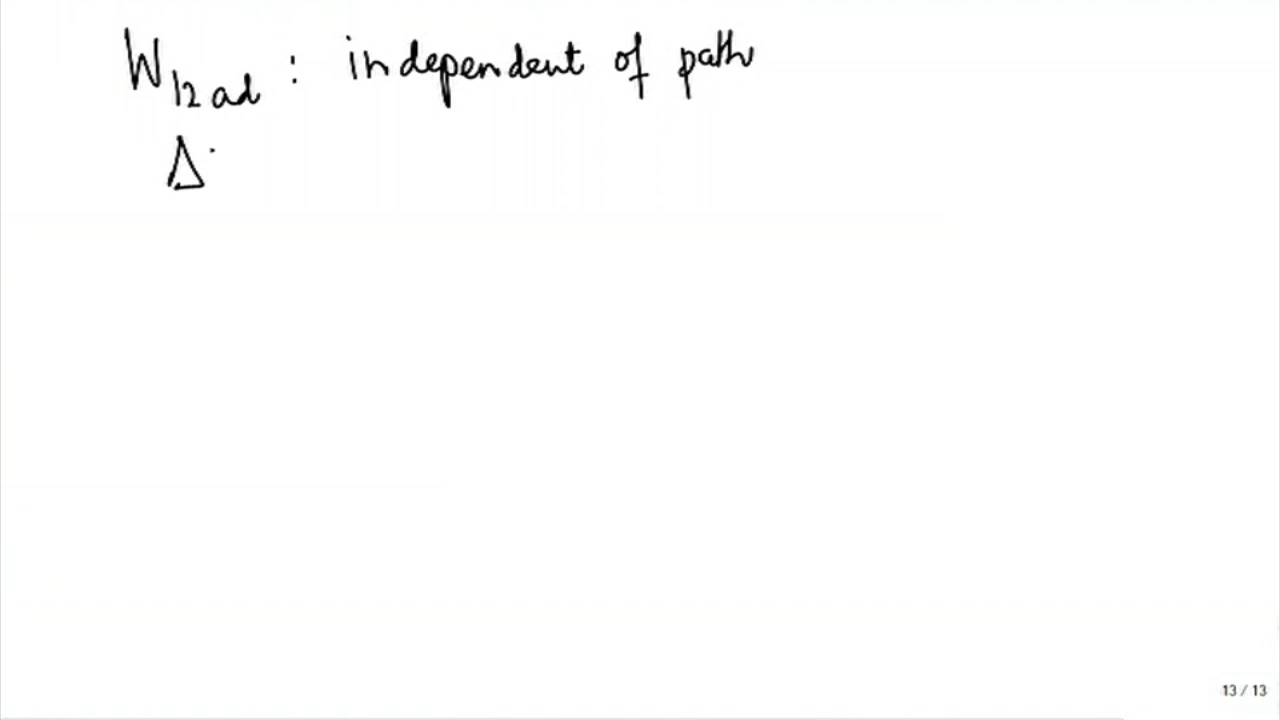 W12 ad : independent of path
Δ
13 / 13